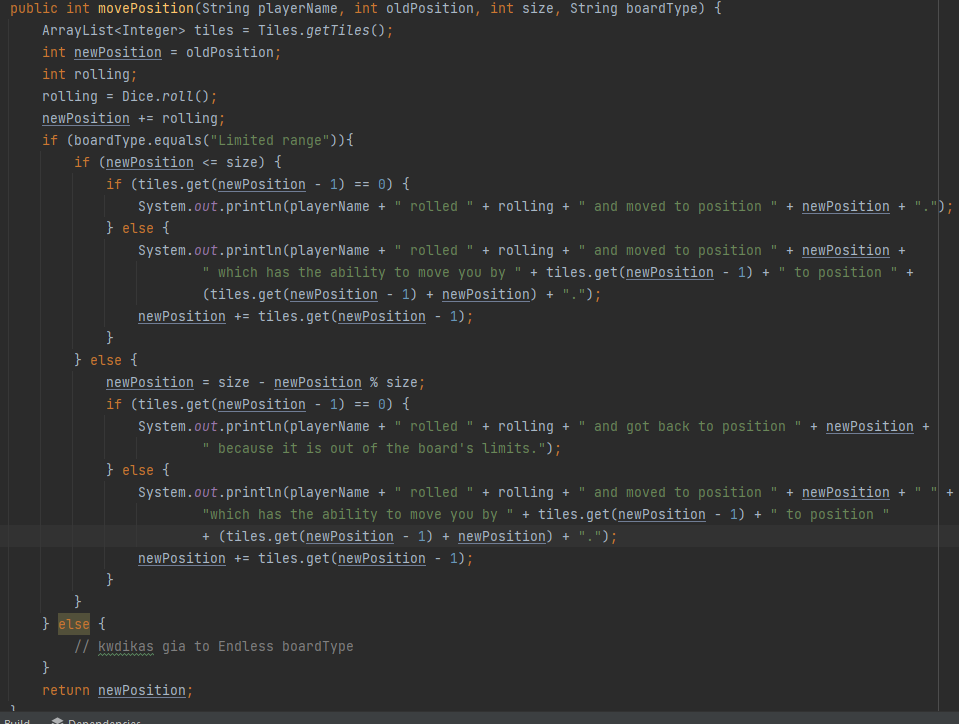 public int movePosition(String playerName, int oldPosition, int size, String boardType) {
    ArrayList<Integer> tiles = Tiles.getTiles();
    int newPosition = oldPosition;
    int rolling;
    rolling = Dice.roll();
    newPosition += rolling;
    if (boardType.equals("Limited range")){
        if (newPosition <= size) {
            if (tiles.get(newPosition - 1) == 0) {
                System.out.println(playerName + " rolled " + rolling + " and moved to position " + newPosition + ".");
            } else {
                System.out.println(playerName + " rolled " + rolling + " and moved to position " + newPosition +
                        " which has the ability to move you by " + tiles.get(newPosition - 1) + " to position " +
                        (tiles.get(newPosition - 1) + newPosition) + ".");
                newPosition += tiles.get(newPosition - 1);
            }
        } else {
            newPosition = size - newPosition % size;
            if (tiles.get(newPosition - 1) == 0) {
                System.out.println(playerName + " rolled " + rolling + " and got back to position " + newPosition +
                        " because it is out of the board's limits.");
            } else {
                System.out.println(playerName + " rolled " + rolling + " and moved to position " + newPosition + " " +
                        "which has the ability to move you by " + tiles.get(newPosition - 1) + " to position "
                        + (tiles.get(newPosition - 1) + newPosition) + ".");
                newPosition += tiles.get(newPosition - 1);
            }
        }
    } else {
        // kwdikas gia to Endless boardType
    }
    return newPosition;
}
Build Dependencies